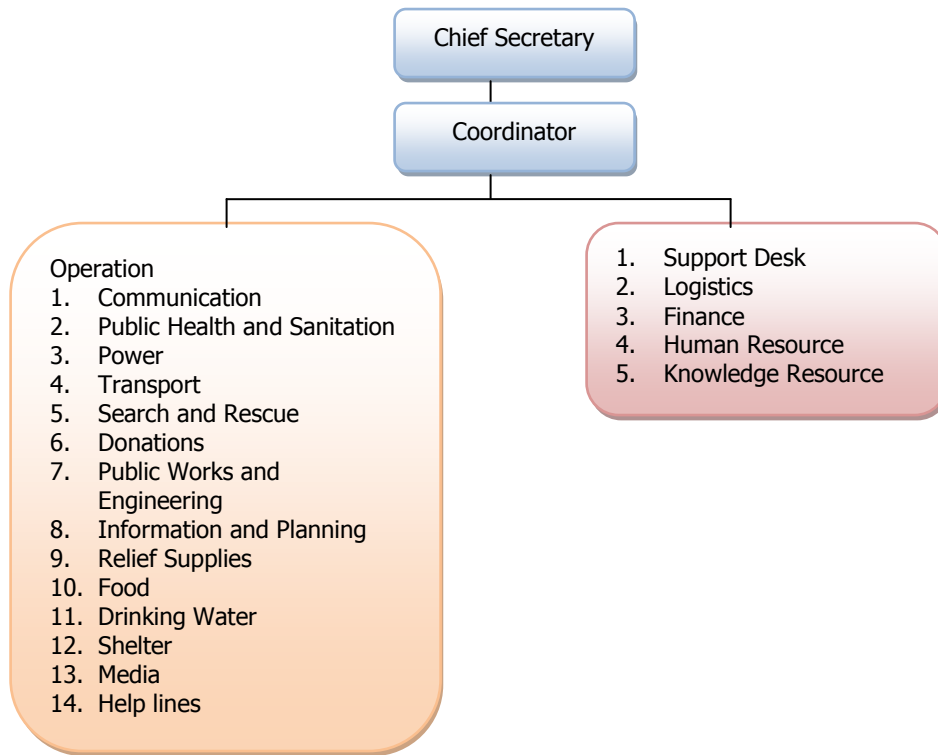 Chief Secretary
Coordinator
Operation
1. Communication
2. Public Health and Sanitation
3. Power
4. Transport
5. Search and Rescue
6. Donations
7. Public Works and
Engineering
8. Information and Planning
9. Relief Supplies
10. Food
11. Drinking Water
12. Shelter
13. Media
14. Help lines
1. Support Desk
2. Logistics
3. Finance
4. Human Resource
5. Knowledge Resource